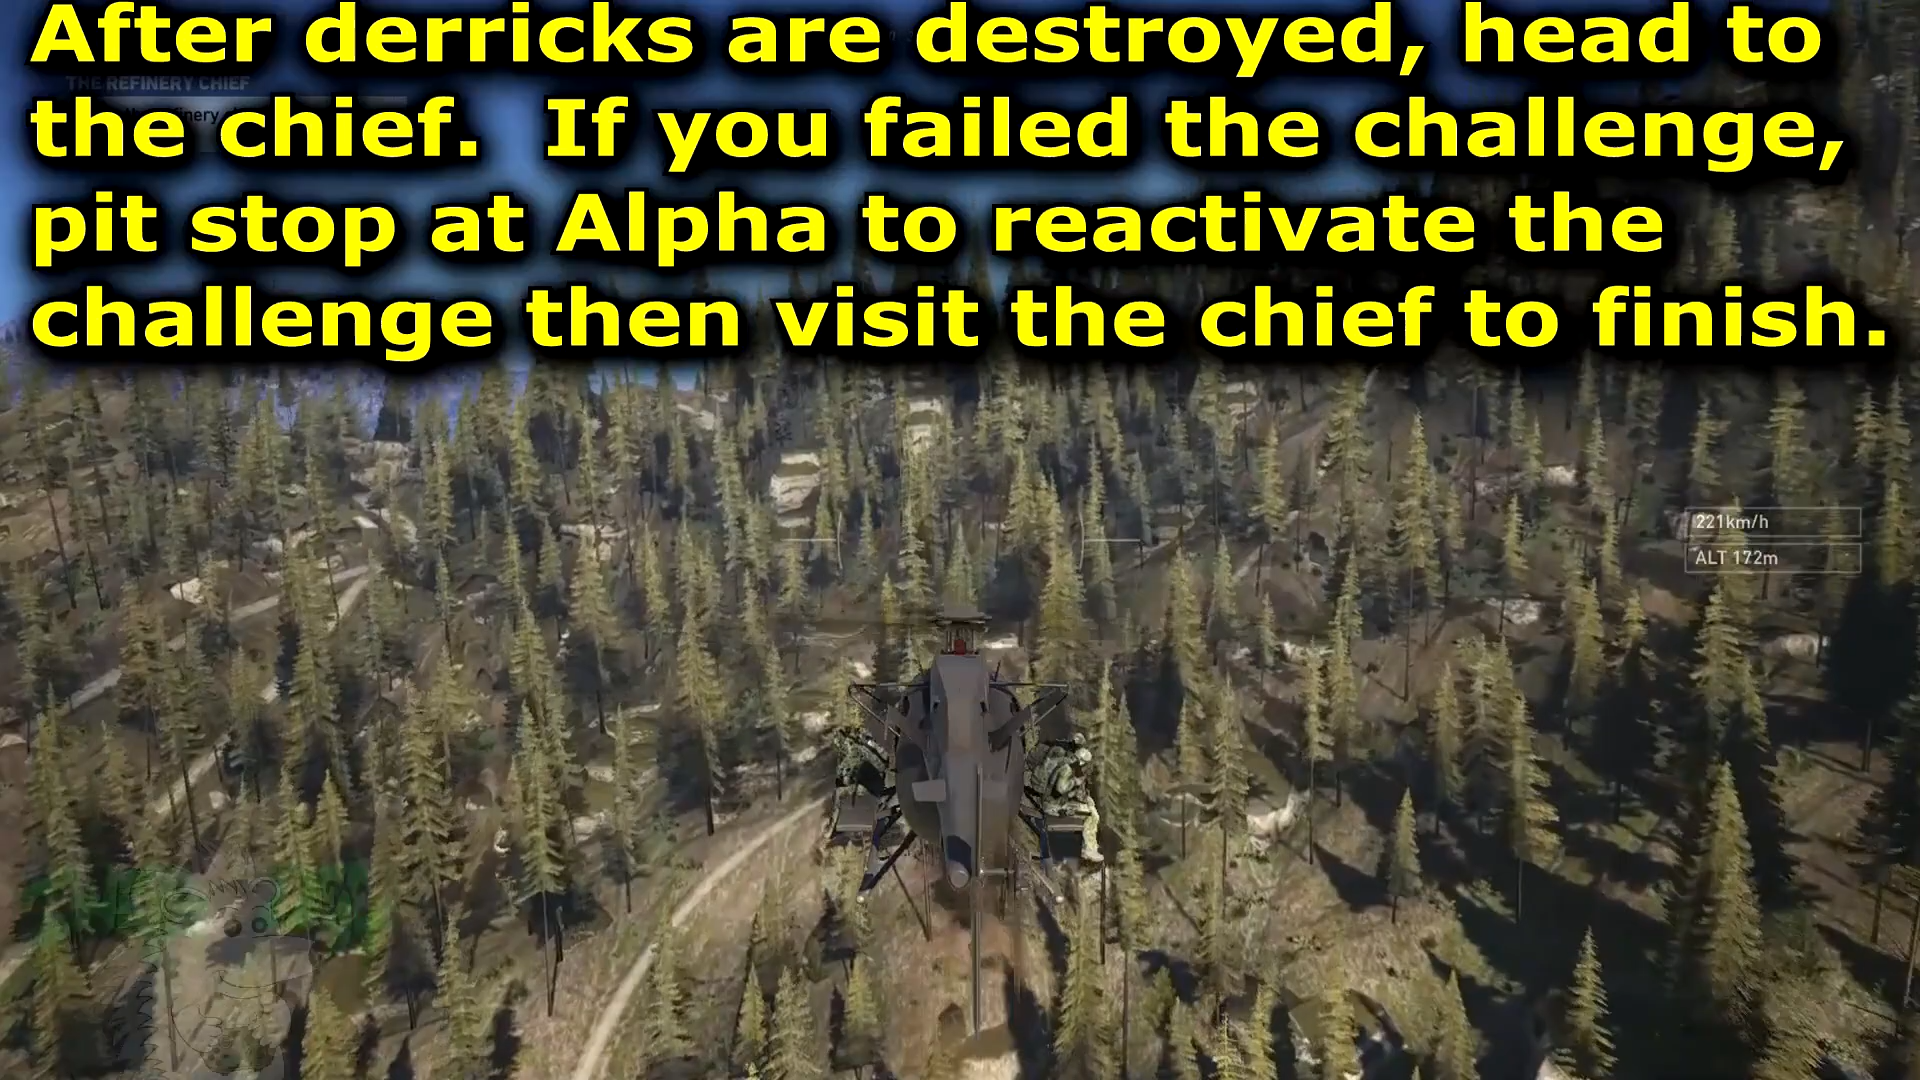 After derricks are destroyed, head to
THE REFINERY CHIEF
the chief.  If you failed the challenge,
pit stop at Alpha to reactivate the
challenge then visit the chief to finish.
221km/h
ALT 172m